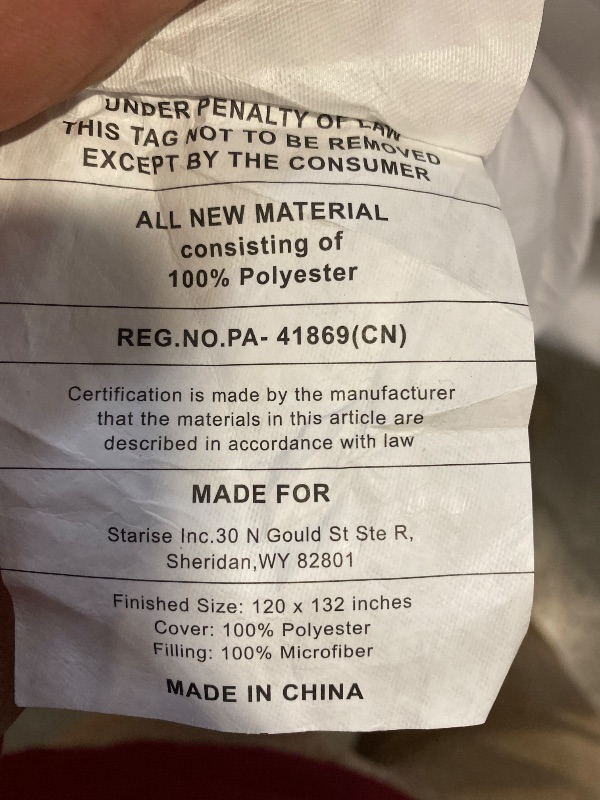 UNDER PENALTY OF LAW
THIS TAG NOT TO BE REMOVED
EXCEPT BY THE CONSUMER
ALL NEW MATERIAL
consisting of
100% Polyester
REG.NO.PA- 41869(CN)
Certification is made by the manufacturer
that the materials in this article are
described in accordance with law
MADE FOR
Starise Inc.30 N Gould St Ste R,
Sheridan,WY 82801
Finished Size: 120 x 132 inches
Cover: 100% Polyester
Filling: 100% Microfiber
MADE IN CHINA